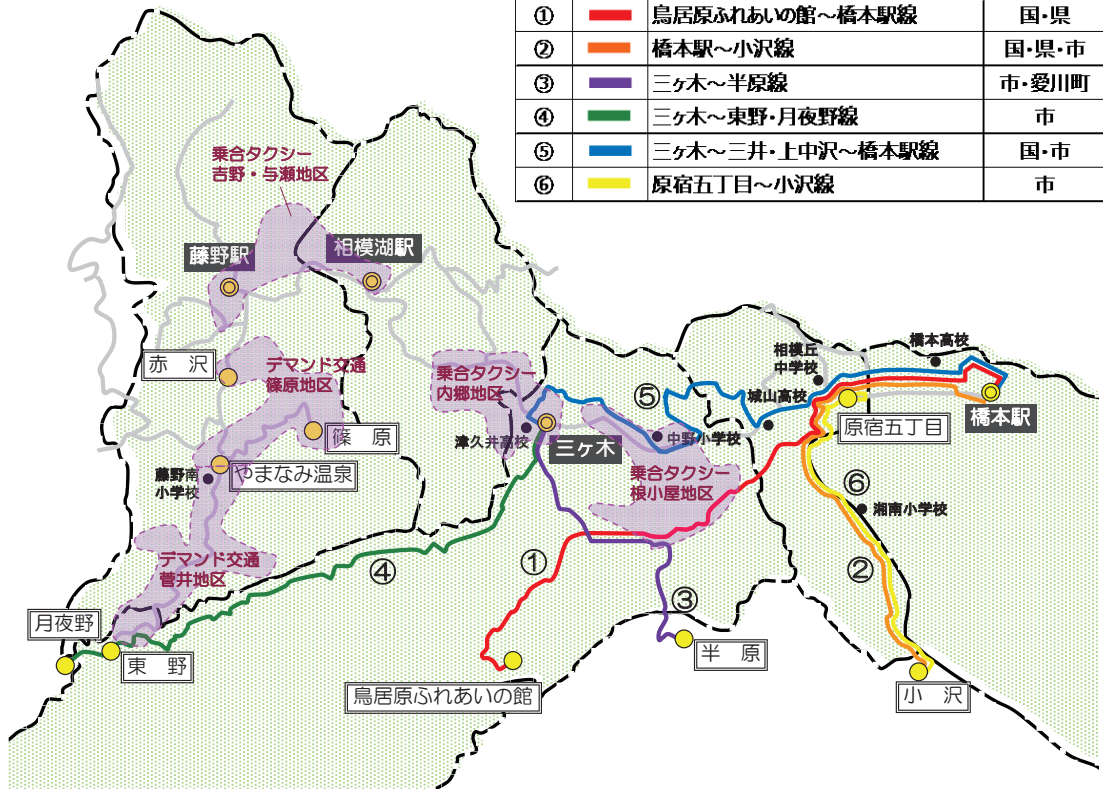 ① 鳥居原ふれあいの館～橋本駅線 国・県
② 橋本駅～小沢線 国・県・市
③ 三ヶ木～半原線 市・愛川町
④ 三ヶ木～東野・月夜野線 市
⑤ 三ヶ木～三井・上中沢～橋本駅線 国・市
⑥ 原宿五丁目～小沢線 市
乗合タクシー
吉野・与瀬地区
藤野駅
相模湖駅
赤　沢
デマンド交通
篠原地区
乗合タクシー
内郷地区
津久井高校
三ヶ木
⑤
中野小学校
城山高校
相模丘
中学校
橋本高校
橋本駅
原宿五丁目
篠　原
やまなみ温泉
藤野南
小学校
乗合タクシー
根小屋地区
⑥
湘南小学校
デマンド交通
菅井地区
④
①
②
③
月夜野
東　野
鳥居原ふれあいの館
半　原
小　沢